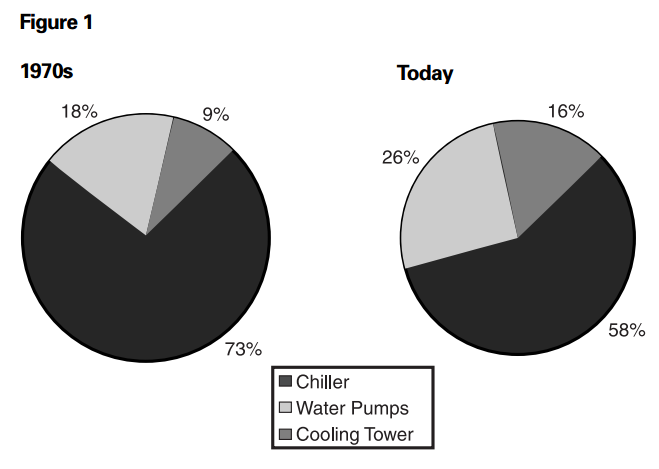 Figure 1
1970s
Today
18%
9%
73%
16%
26%
58%
Chiller
Water Pumps
Cooling Tower